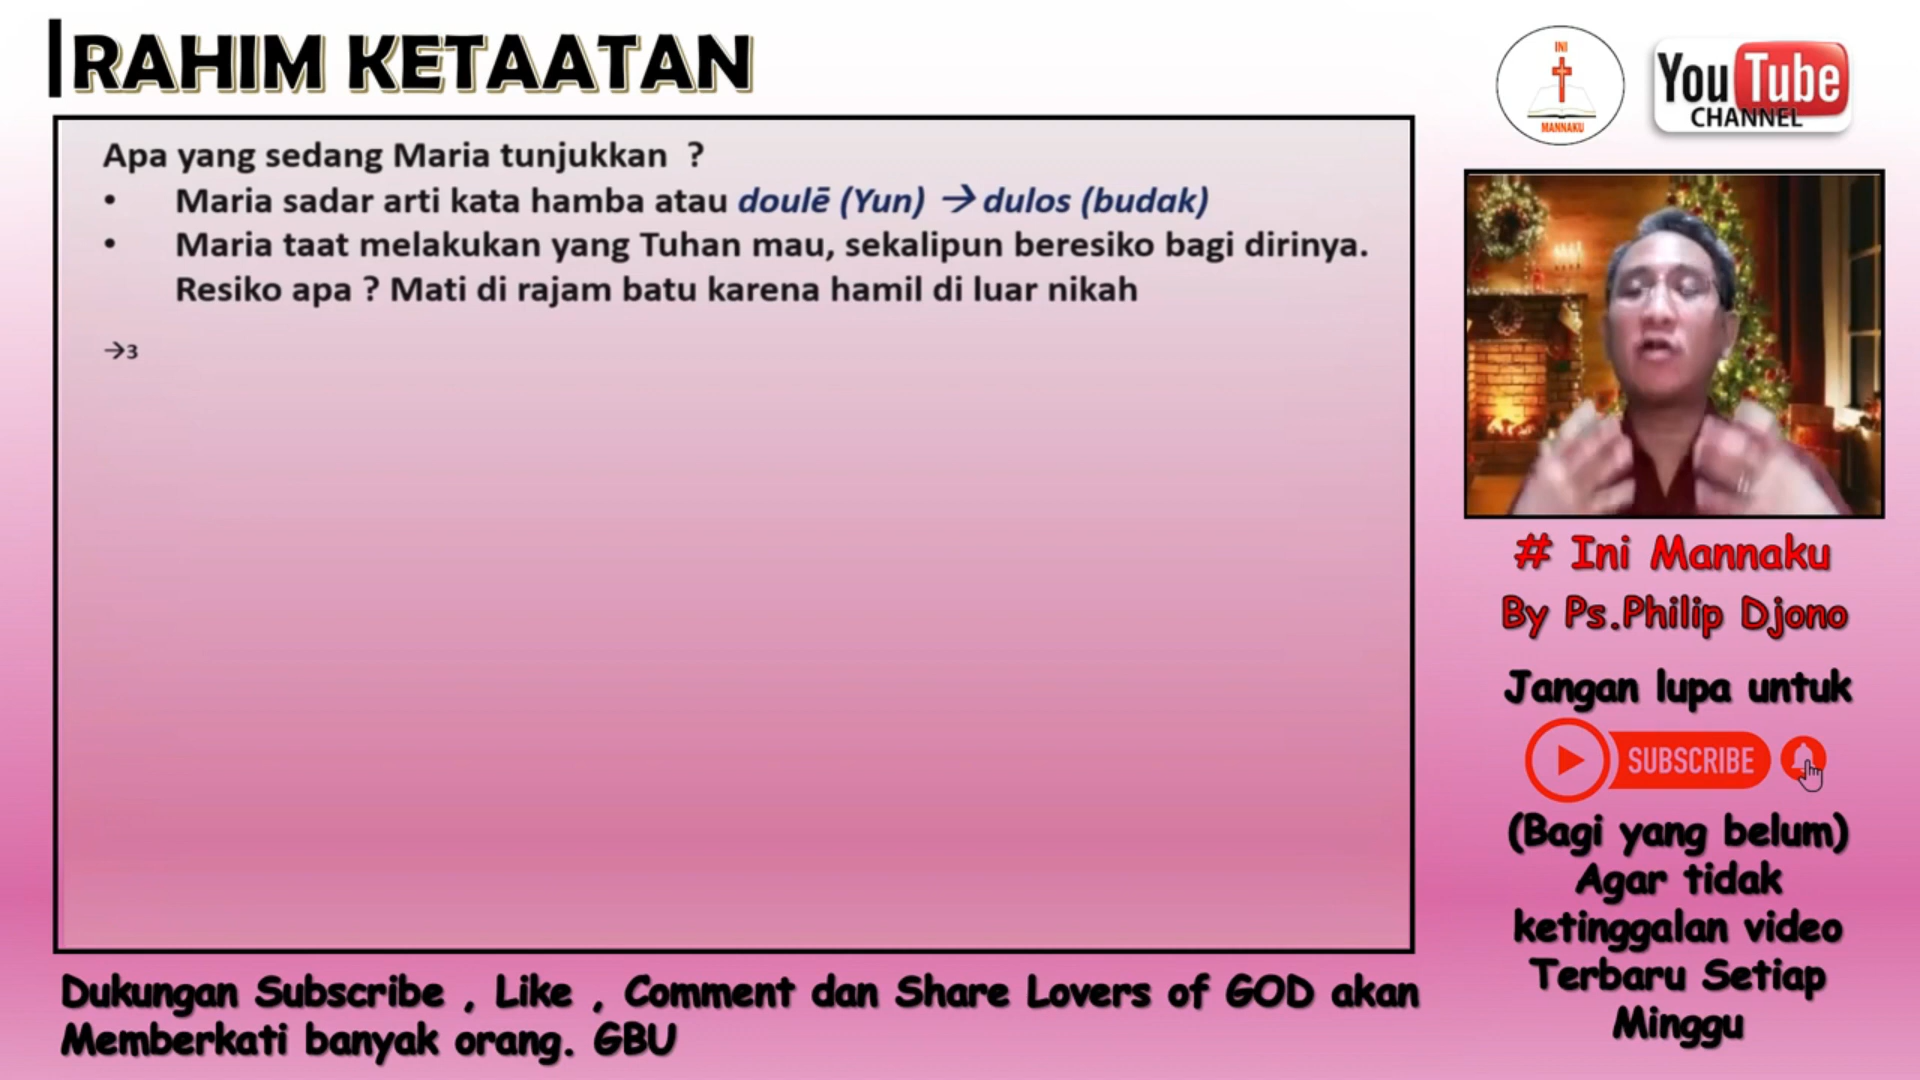 RAHIM KETAATAN
Apa yang sedang Maria tunjukkan ?
• Maria sadar arti kata hamba atau doulē (Yun) → dulos (budak)
• Maria taat melakukan yang Tuhan mau, sekalipun beresiko bagi dirinya.
Resiko apa ? Mati di rajam batu karena hamil di luar nikah
→3
Dukungan Subscribe , Like , Comment dan Share Lovers of GOD akan
Memberkati banyak orang. GBU
INI
MANNAKU
YouTube
CHANNEL
# Ini Mannaku
By Ps.Philip Djono
Jangan lupa untuk
SUBSCRIBE
(Bagi yang belum)
Agar tidak
ketinggalan video
Terbaru Setiap
Minggu